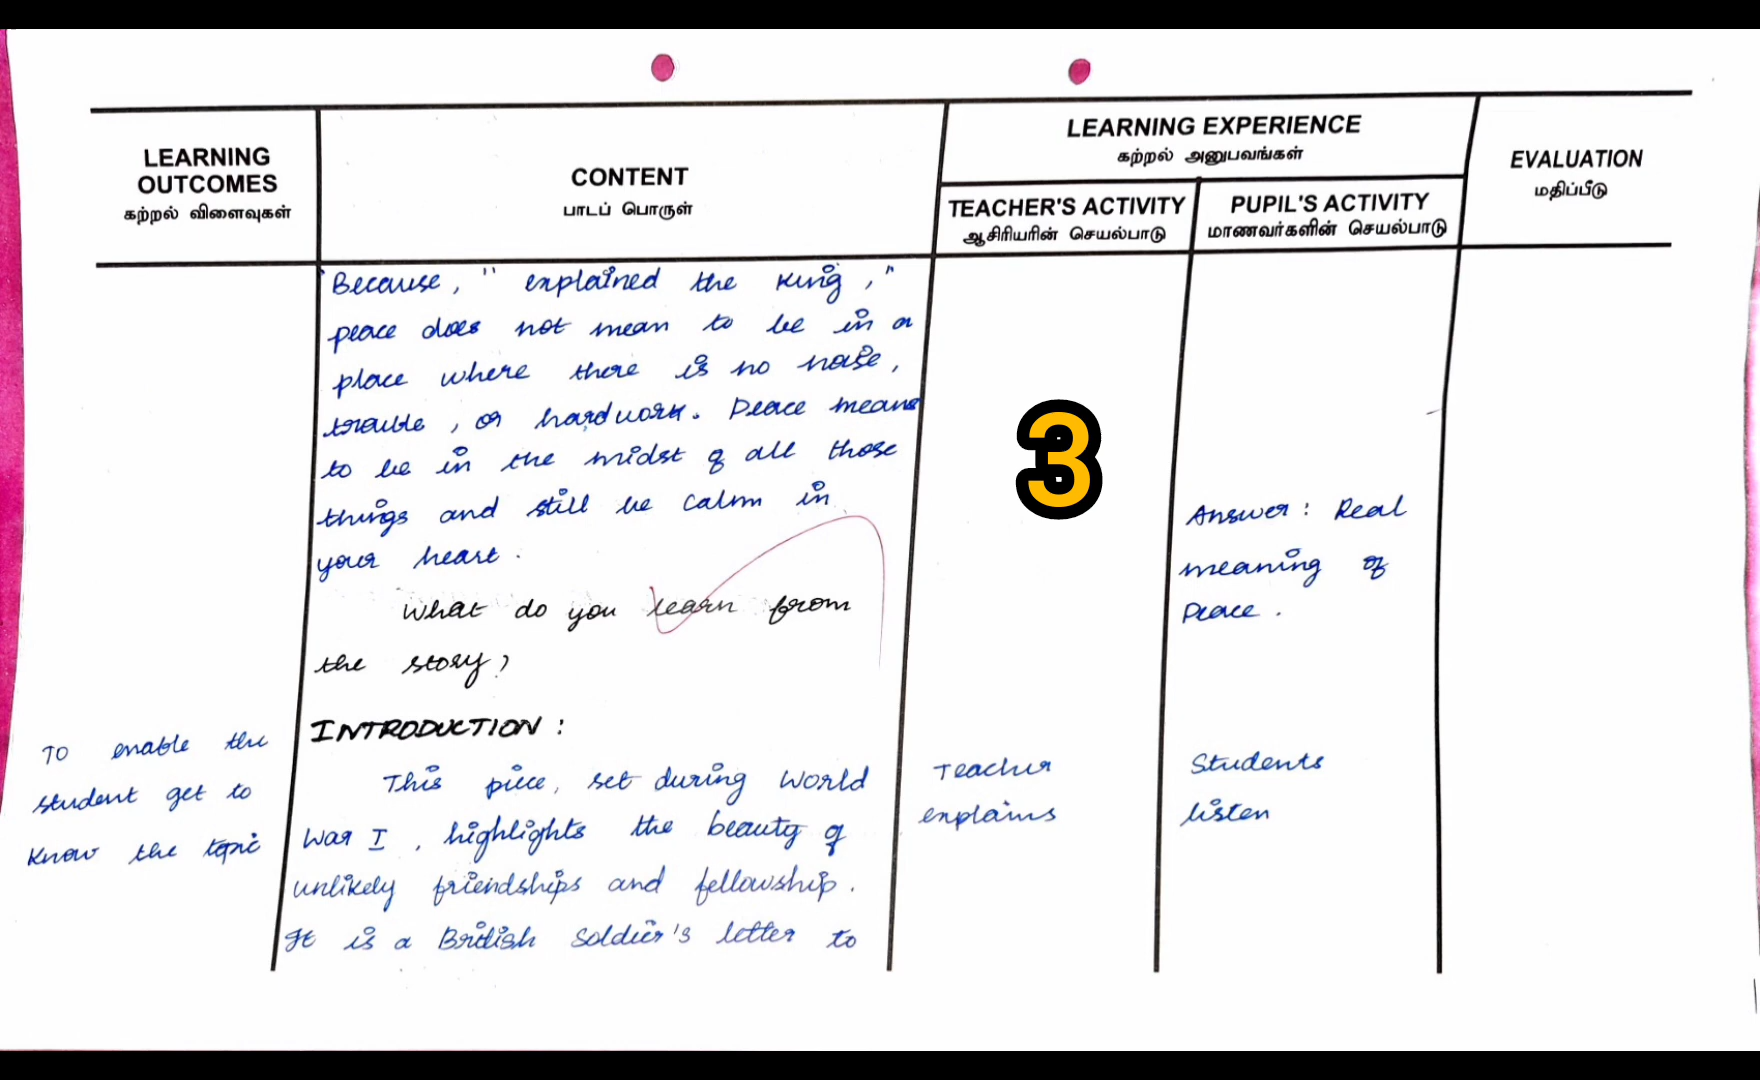 LEARNING
OUTCOMES
கற்றல் விளைவுகள்
CONTENT
பாடப் பொருள்
LEARNING EXPERIENCE
கற்றல் அனுபவங்கள்
TEACHER'S ACTIVITY
ஆசிரியரின் செயல்பாடு
PUPIL'S ACTIVITY
மாணவர்களின் செயல்பாடு
EVALUATION
மதிப்பீடு
Because," explained the King,"
peace does not mean to be in a
place where there is no noise,
trouble, or hardwork. Peace means
to be in the midst of all those
things and still be calm in
your heart.
What do you learn from
the story?
3
Answer: Real
meaning of
Peace.
To enable the
student get to
Know the topic
INTRODUCTION:
This piece, set during World
War I, highlights the beauty of
unlikely friendships and fellowship.
It is a British Soldier's letter to
Teacher
explains
Students
listen